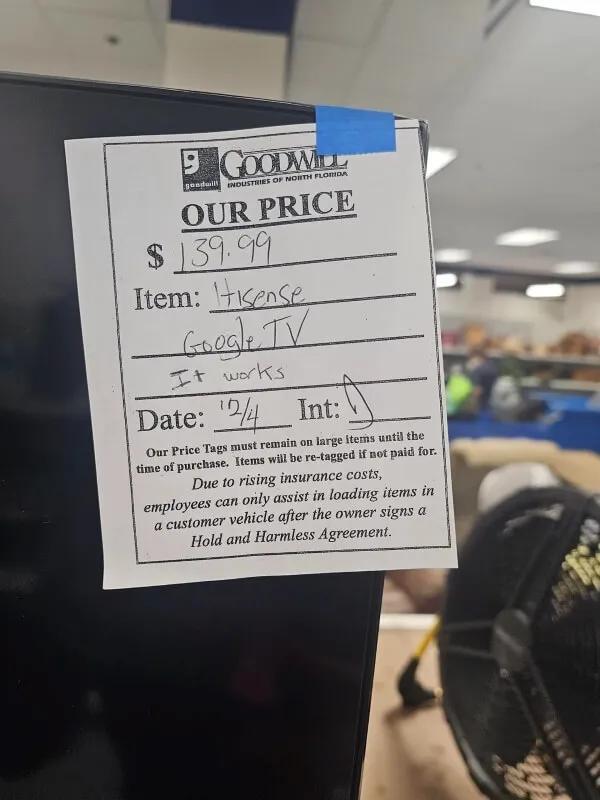 g
goodwill
GOODWILL
INDUSTRIES OF NORTH FLORIDA
OUR PRICE
$ 139.99
Item: Hisense
Google TV
It works
Date: 12/4 Int:
Our Price Tags must remain on large items until the
time of purchase. Items will be re-tagged if not paid for.
Due to rising insurance costs,
employees can only assist in loading items in
a customer vehicle after the owner signs a
Hold and Harmless Agreement.